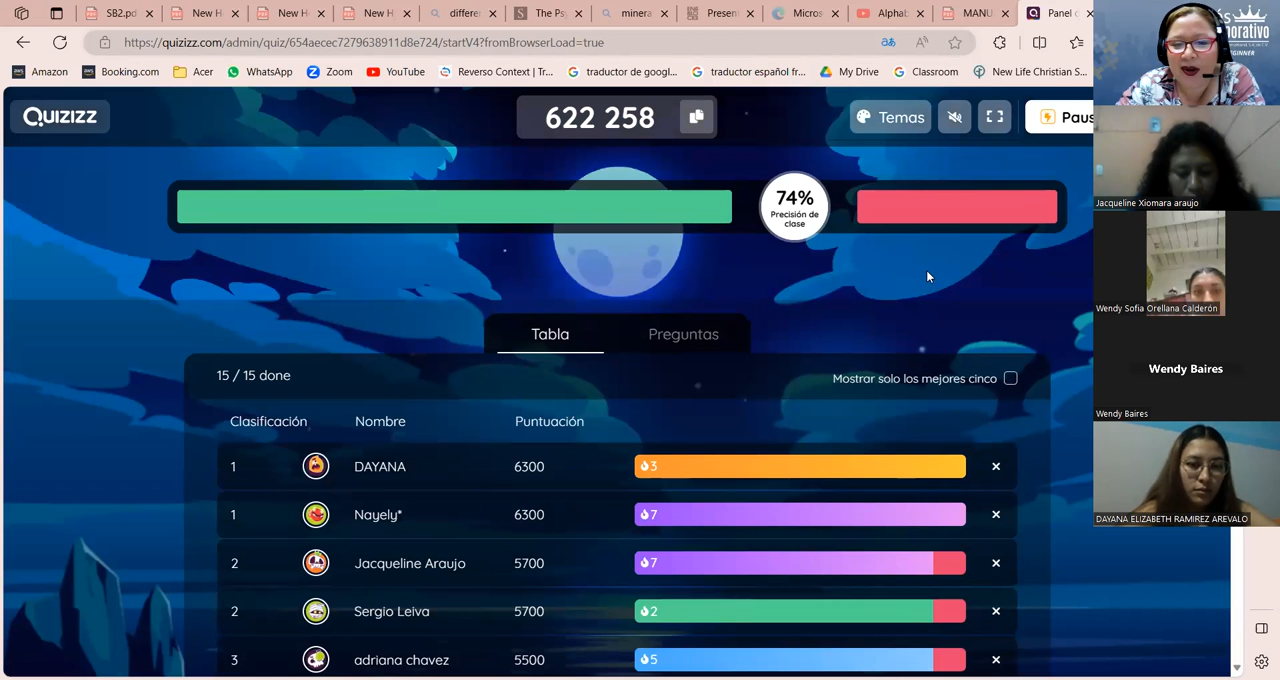 SB2.pd
New H
New H
New H
differer
The Ps
minera
Present
Micros
Alphab
MANU
Panel d
https://quizizz.com/admin/quiz/654aecec7279638911d8e724/startV4?fromBrowserLoad=true
Amazon
Booking.com
Acer
WhatsApp
Zoom
YouTube
Reverso Context | Tr...
traductor de googl...
traductor español fr...
My Drive
Classroom
New Life Christian S...
QUIZIZZ
622 258
Temas
Paus
74%
Precisión de
clase
Tabla
Preguntas
15 / 15 done
Mostrar solo los mejores cinco
Clasificación Nombre Puntuación
1 DAYANA 6300 3
1 Nayely* 6300 7
2 Jacqueline Araujo 5700 7
2 Sergio Leiva 5700 2
3 adriana chavez 5500 5
Jacqueline Xiomara araujo
Wendy Sofia Orellana Calderón
Wendy Baires
Wendy Baires
DAYANA ELIZABETH RAMIREZ AREVALO